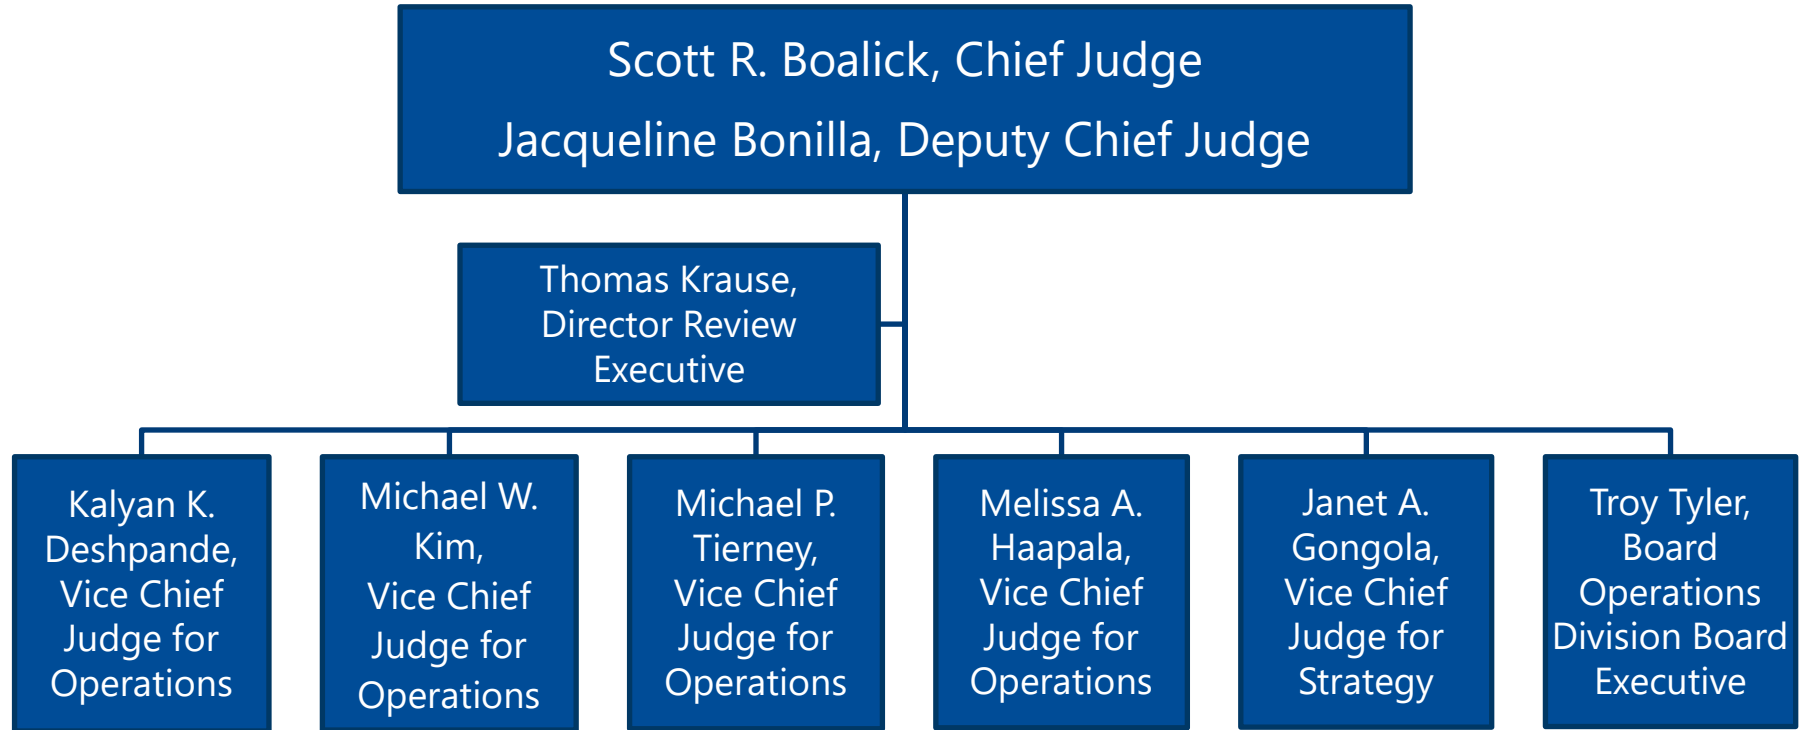 Scott R. Boalick, Chief Judge
Jacqueline Bonilla, Deputy Chief Judge
Thomas Krause,
Director Review
Executive
Kalyan K.
Deshpande,
Vice Chief
Judge for
Operations
Michael W.
Kim,
Vice Chief
Judge for
Operations
Michael P.
Tierney,
Vice Chief
Judge for
Operations
Melissa A.
Haapala,
Vice Chief
Judge for
Operations
Janet A.
Gongola,
Vice Chief
Judge for
Strategy
Troy Tyler,
Board
Operations
Division Board
Executive